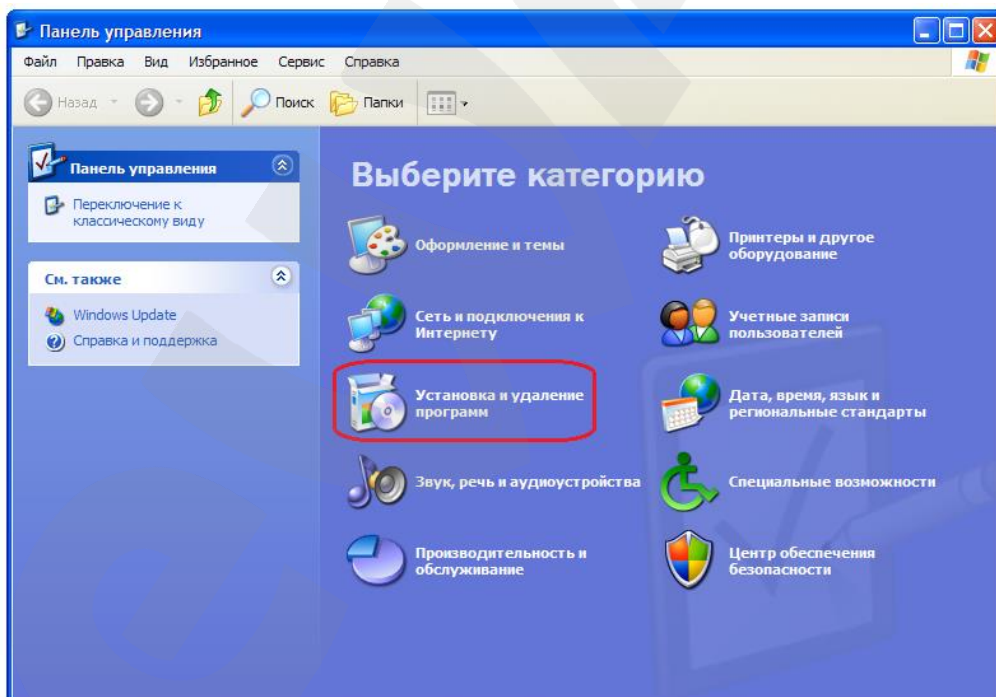 Панель управления
Файл Правка Вид Избранное Сервис Справка
Назад Поиск Папки
Панель управления
Переключение к
классическому виду
См. также
Windows Update
Справка и поддержка
Выберите категорию
Оформление и темы
Принтеры и другое
оборудование
Сеть и подключения к
Интернету
Учетные записи
пользователей
Установка и удаление
программ
Дата, время, язык и
региональные стандарты
Звук, речь и аудиоустройства
Специальные возможности
Производительность и
обслуживание
Центр обеспечения
безопасности